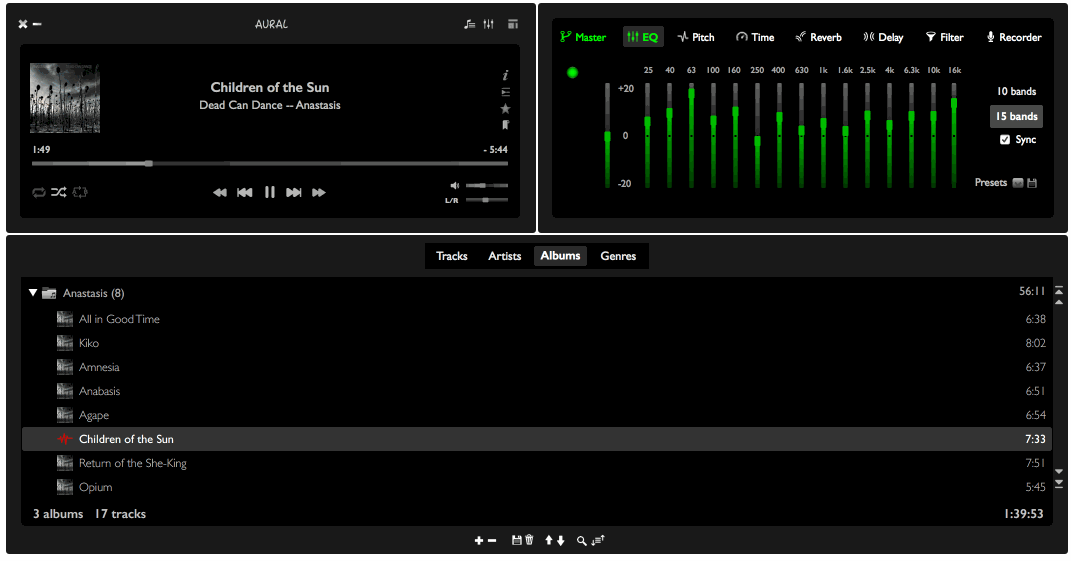 AURAL
Children of the Sun
Dead Can Dance -- Anastasis
1:49 - 5:44
L/R
Master EQ Pitch Time Reverb Delay Filter Recorder
25 40 63 100 160 250 400 630 1k 1.6k 2.5k 4k 6.3k 10k 16k
+20
0
-20
10 bands
15 bands
Sync
Presets
Tracks Artists Albums Genres
Anastasis (8) 56:11
All in Good Time 6:38
Kiko 8:02
Amnesia 6:37
Anabasis 6:51
Agape 6:54
Children of the Sun 7:33
Return of the She-King 7:51
Opium 5:45
3 albums 17 tracks 1:39:53